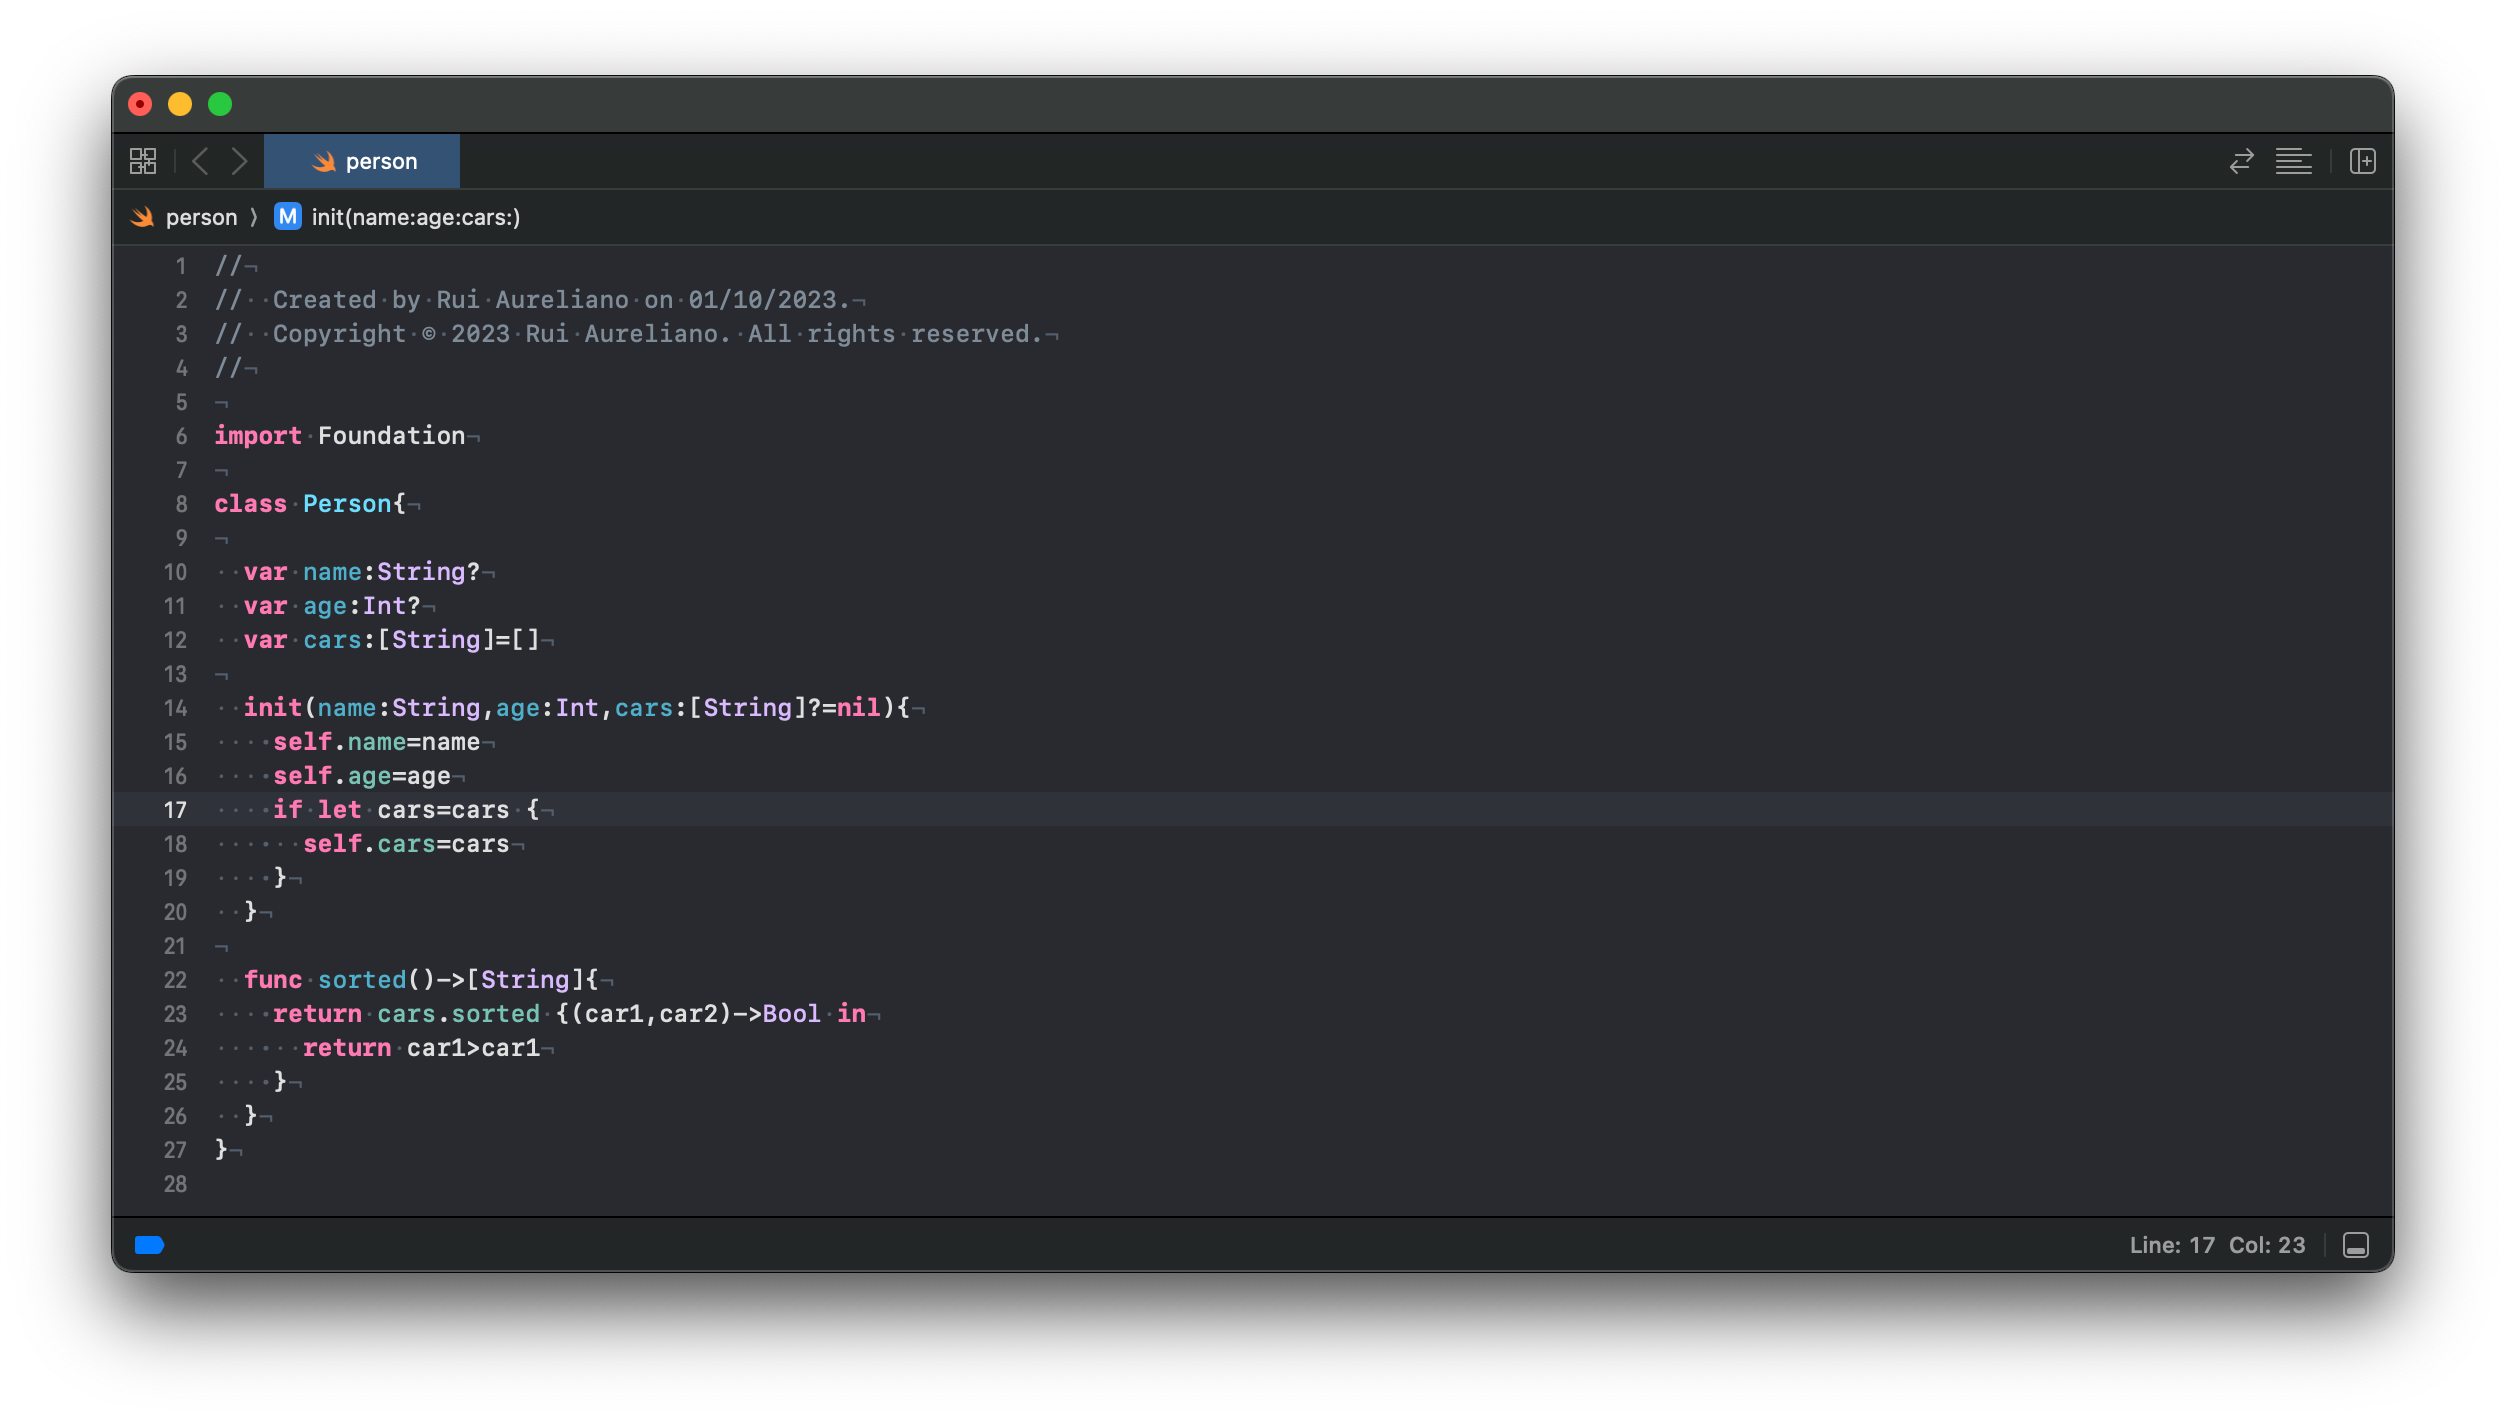 person
person 〉 M init(name:age:cars:)
1 //
2 //  Created by Rui Aureliano on 01/10/2023.
3 //  Copyright © 2023 Rui Aureliano. All rights reserved.
4 //
5
6 import Foundation
7
8 class Person{
9
10   var name:String?
11   var age:Int?
12   var cars:[String]=[]
13
14   init(name:String,age:Int,cars:[String]?=nil){
15     self.name=name
16     self.age=age
17     if let cars=cars {
18       self.cars=cars
19     }
20   }
21
22   func sorted()->[String]{
23     return cars.sorted {(car1,car2)->Bool in
24       return car1>car1
25     }
26   }
27 }
28
Line: 17  Col: 23